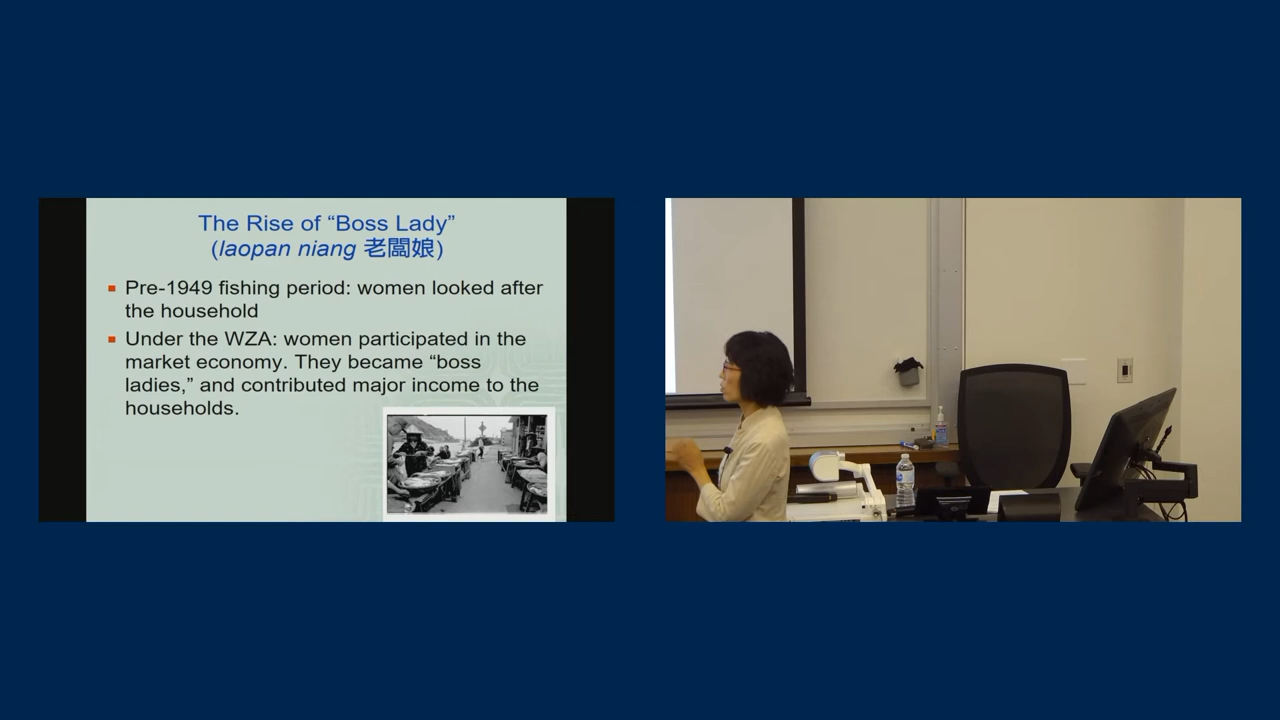 The Rise of “Boss Lady”
(laopan niang 老闆娘)
Pre-1949 fishing period: women looked after
the household
Under the WZA: women participated in the
market economy. They became “boss
ladies,” and contributed major income to the
households.